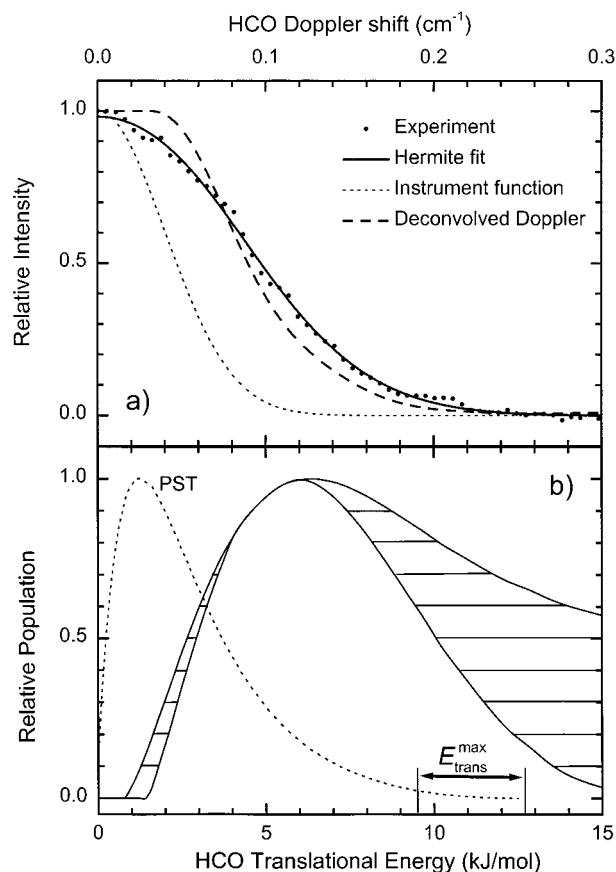 HCO Doppler shift (cm⁻¹)
0.0 0.1 0.2 0.3
1.0
0.5
0.0
Relative Intensity
Experiment
Hermite fit
Instrument function
Deconvolved Doppler
a)
1.0
0.5
0.0
Relative Population
PST
b)
E_trans^max
0 5 10 15
HCO Translational Energy (kJ/mol)